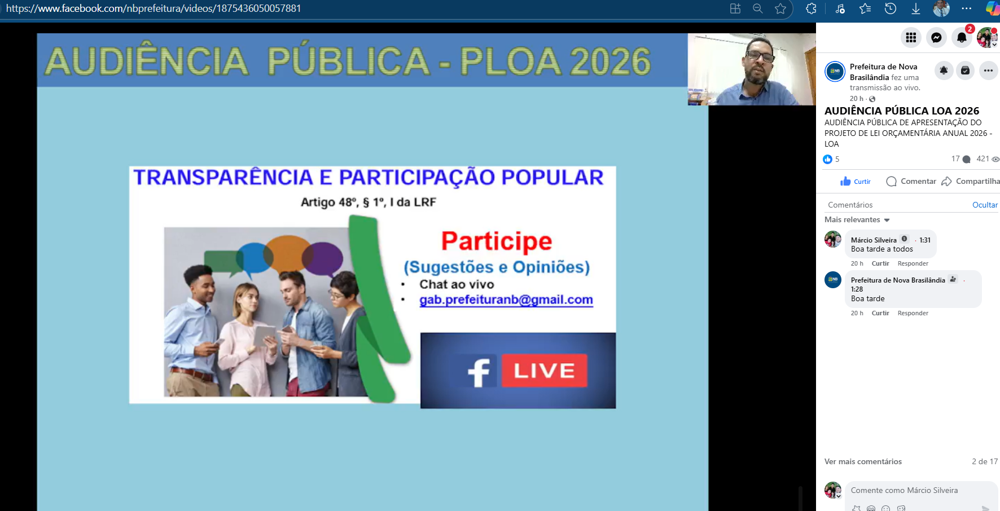 https://www.facebook.com/nbprefeitura/videos/1875436050057881
AUDIÊNCIA PÚBLICA - PLOA 2026
TRANSPARÊNCIA E PARTICIPAÇÃO POPULAR
Artigo 48º, § 1º, I da LRF
Participe
(Sugestões e Opiniões)
• Chat ao vivo
• gab.prefeituranb@gmail.com
f LIVE
2
NB
Prefeitura de Nova
Brasilândia fez uma
transmissão ao vivo.
20 h ·
AUDIÊNCIA PÚBLICA LOA 2026
AUDIÊNCIA PÚBLICA DE APRESENTAÇÃO DO
PROJETO DE LEI ORÇAMENTÁRIA ANUAL 2026 -
LOA
5 17 421
Curtir Comentar Compartilha
Comentários Ocultar
Mais relevantes
Márcio Silveira · 1:31
Boa tarde a todos
20 h Curtir Responder
NB
Prefeitura de Nova Brasilândia ·
1:28
Boa tarde
20 h Curtir Responder
Ver mais comentários 2 de 17
Comente como Márcio Silveira